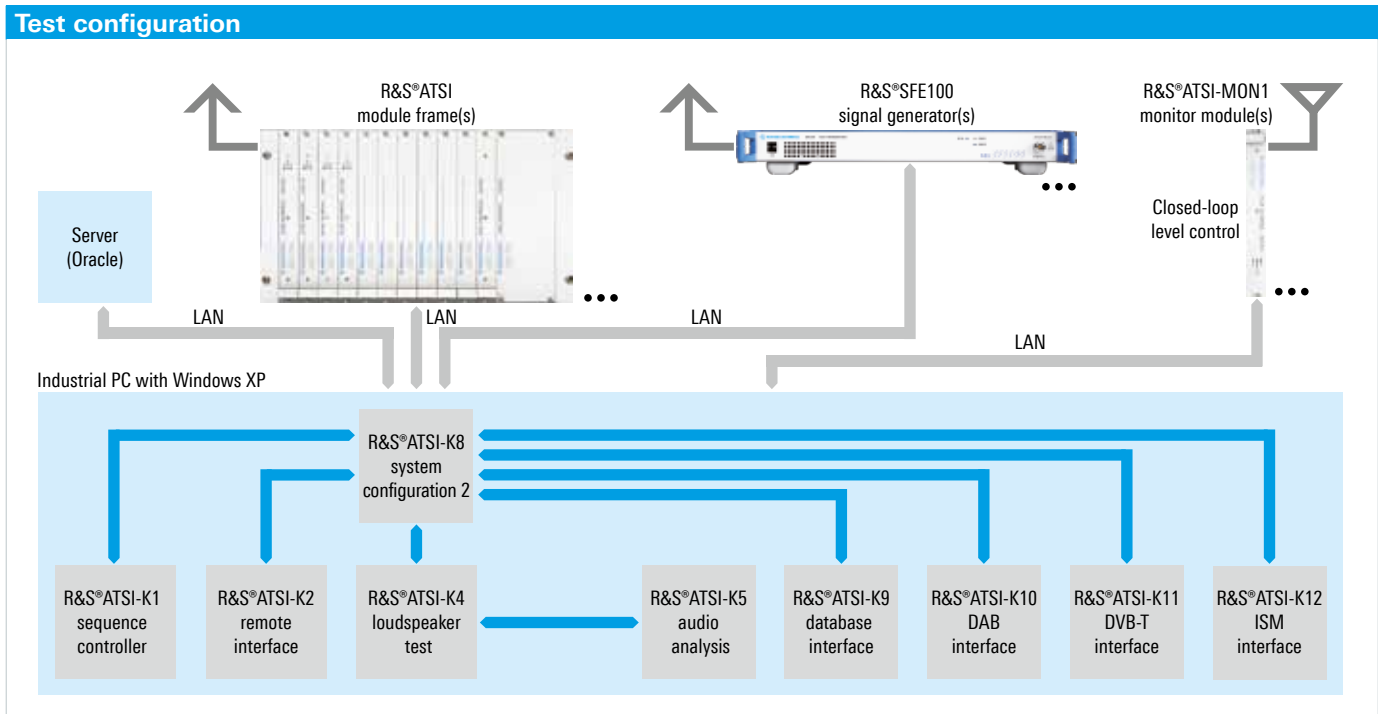 Test configuration
R&S®ATSI
module frame(s)
R&S®SFE100
signal generator(s)
R&S®ATSI-MON1
monitor module(s)
Server
(Oracle)
Closed-loop
level control
LAN
LAN
LAN
LAN
Industrial PC with Windows XP
R&S®ATSI-K8
system
configuration 2
R&S®ATSI-K1
sequence
controller
R&S®ATSI-K2
remote
interface
R&S®ATSI-K4
loudspeaker
test
R&S®ATSI-K5
audio
analysis
R&S®ATSI-K9
database
interface
R&S®ATSI-K10
DAB
interface
R&S®ATSI-K11
DVB-T
interface
R&S®ATSI-K12
ISM
interface